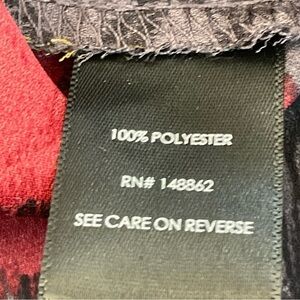 100% POLYESTER
RN# 148862
SEE CARE ON REVERSE